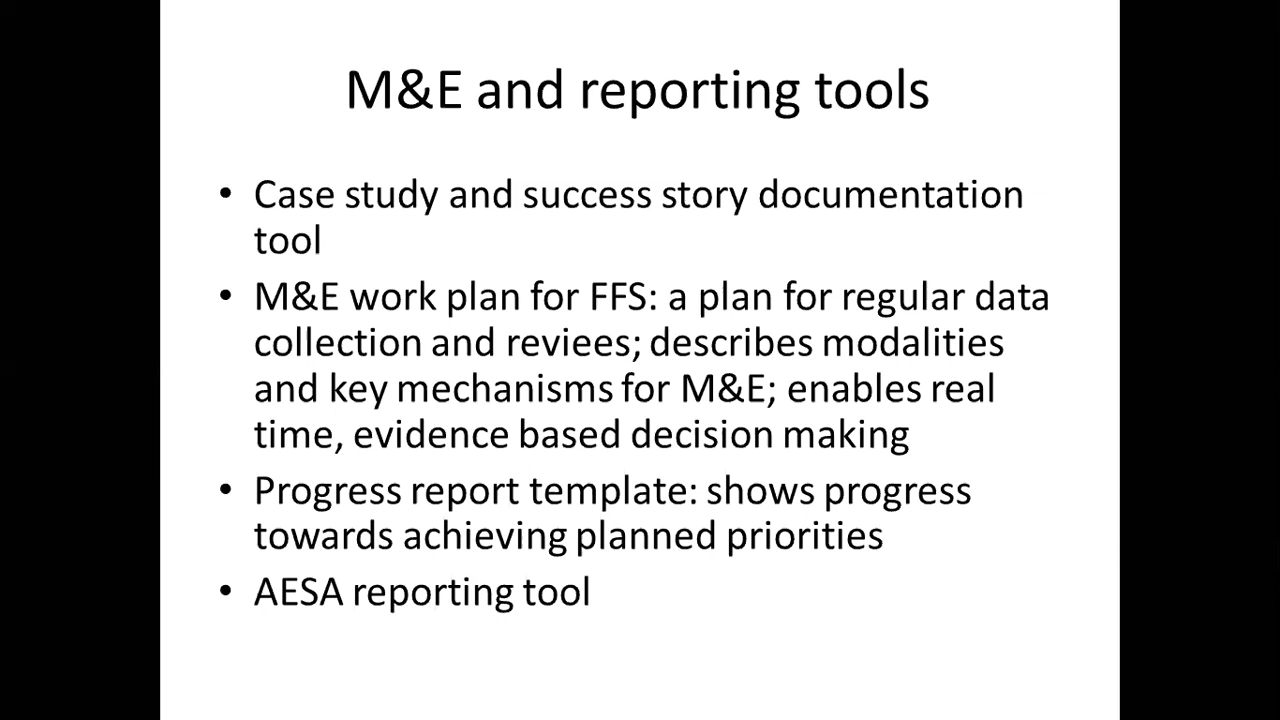 M&E and reporting tools
• Case study and success story documentation
tool
• M&E work plan for FFS: a plan for regular data
collection and reviees; describes modalities
and key mechanisms for M&E; enables real
time, evidence based decision making
• Progress report template: shows progress
towards achieving planned priorities
• AESA reporting tool